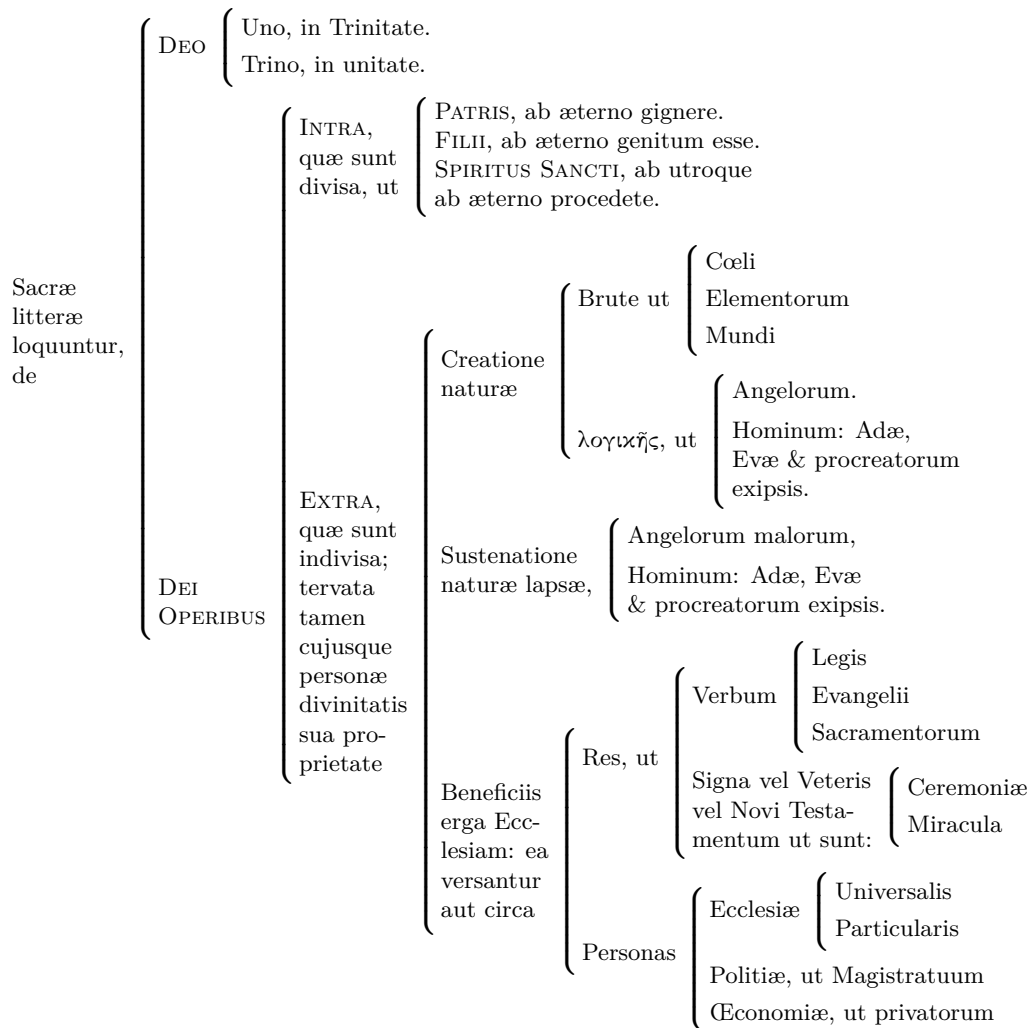 Sacræ
litteræ
loquuntur,
de
DEO
Uno, in Trinitate.
Trino, in unitate.
DEI
OPERIBUS
INTRA,
quæ sunt
divisa, ut
PATRIS, ab æterno gignere.
FILII, ab æterno genitum esse.
SPIRITUS SANCTI, ab utroque
ab æterno procedete.
EXTRA,
quæ sunt
indivisa;
tervata
tamen
cujusque
personæ
divinitatis
sua pro-
prietate
Creatione
naturæ
Brute ut
Cœli
Elementorum
Mundi
λογικῆς, ut
Angelorum.
Hominum: Adæ,
Evæ & procreatorum
exipsis.
Sustenatione
naturæ lapsæ,
Angelorum malorum,
Hominum: Adæ, Evæ
& procreatorum exipsis.
Beneficiis
erga Ecc-
lesiam: ea
versantur
aut circa
Res, ut
Verbum
Legis
Evangelii
Sacramentorum
Signa vel Veteris
vel Novi Testa-
mentum ut sunt:
Ceremoniæ
Miracula
Personas
Ecclesiæ
Universalis
Particularis
Politiæ, ut Magistratuum
Œconomiæ, ut privatorum